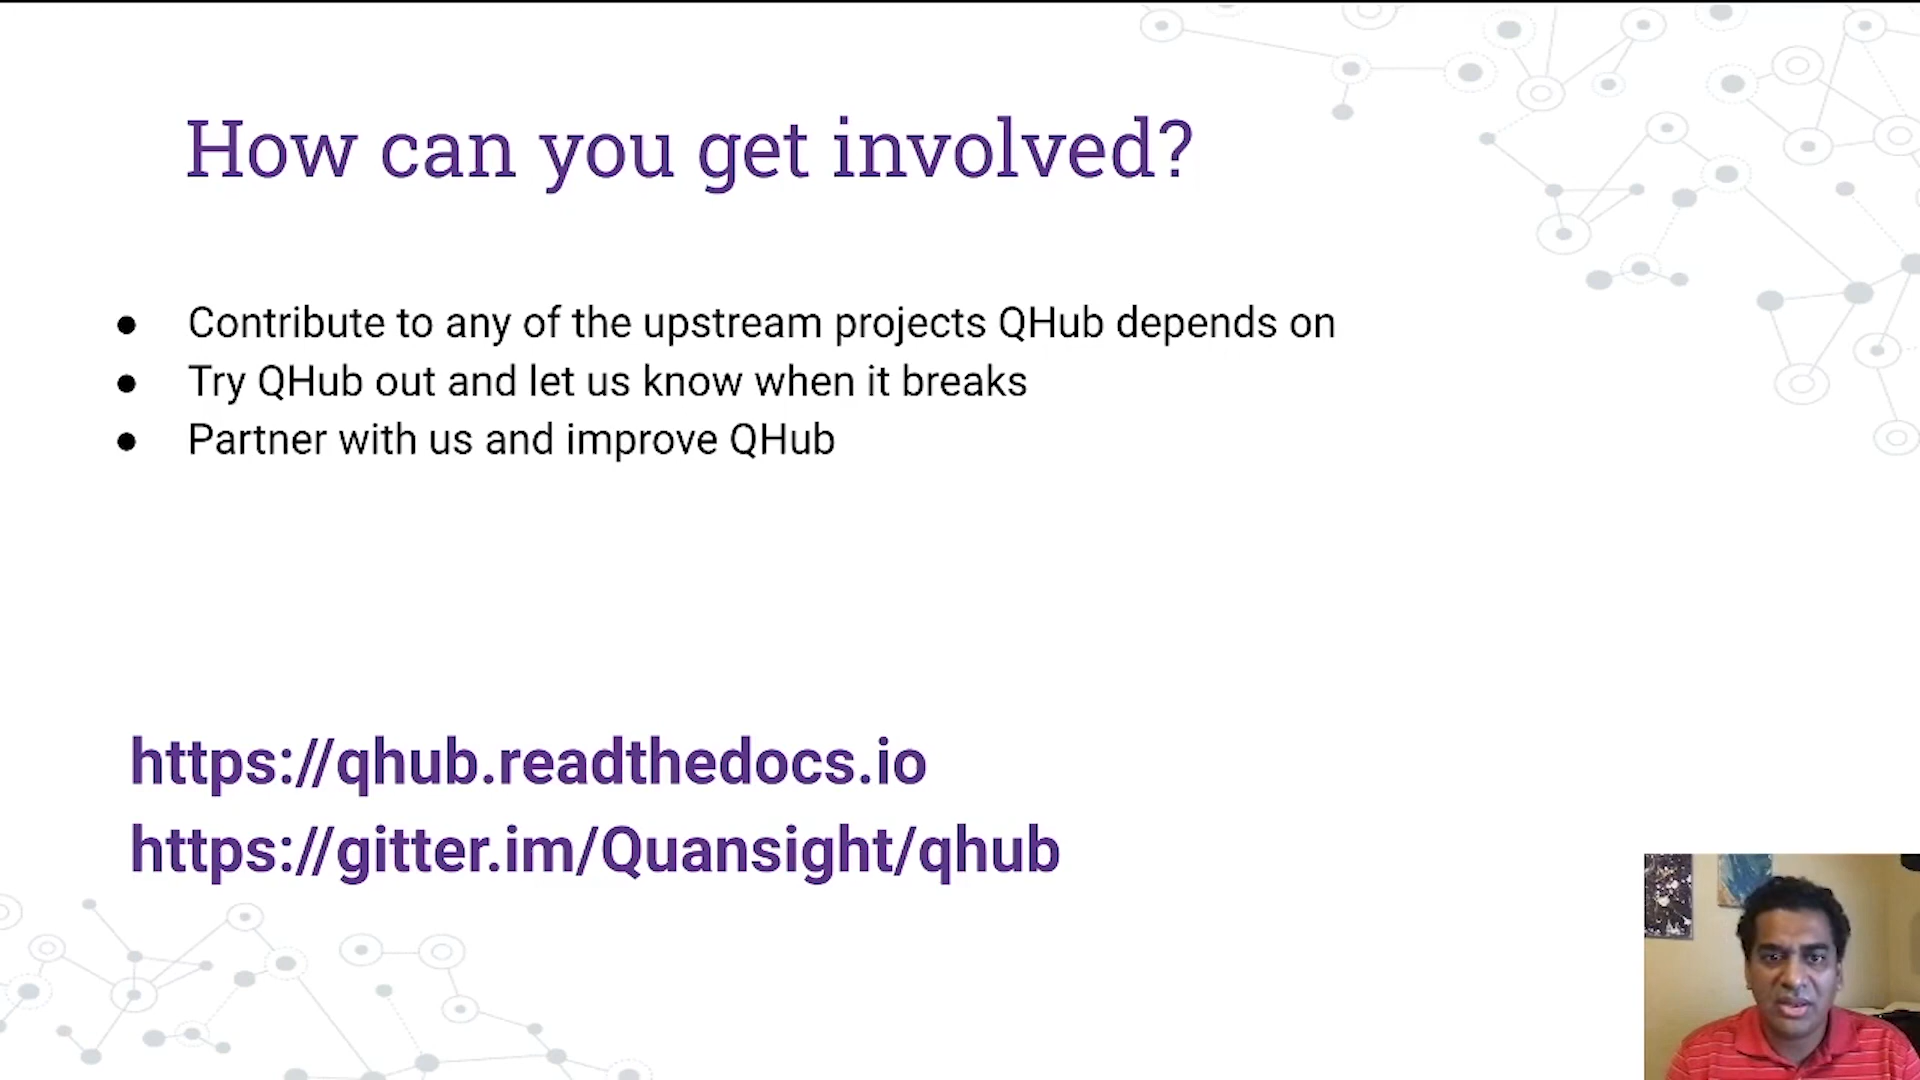 How can you get involved?
● Contribute to any of the upstream projects QHub depends on
● Try QHub out and let us know when it breaks
● Partner with us and improve QHub
https://qhub.readthedocs.io
https://gitter.im/Quansight/qhub